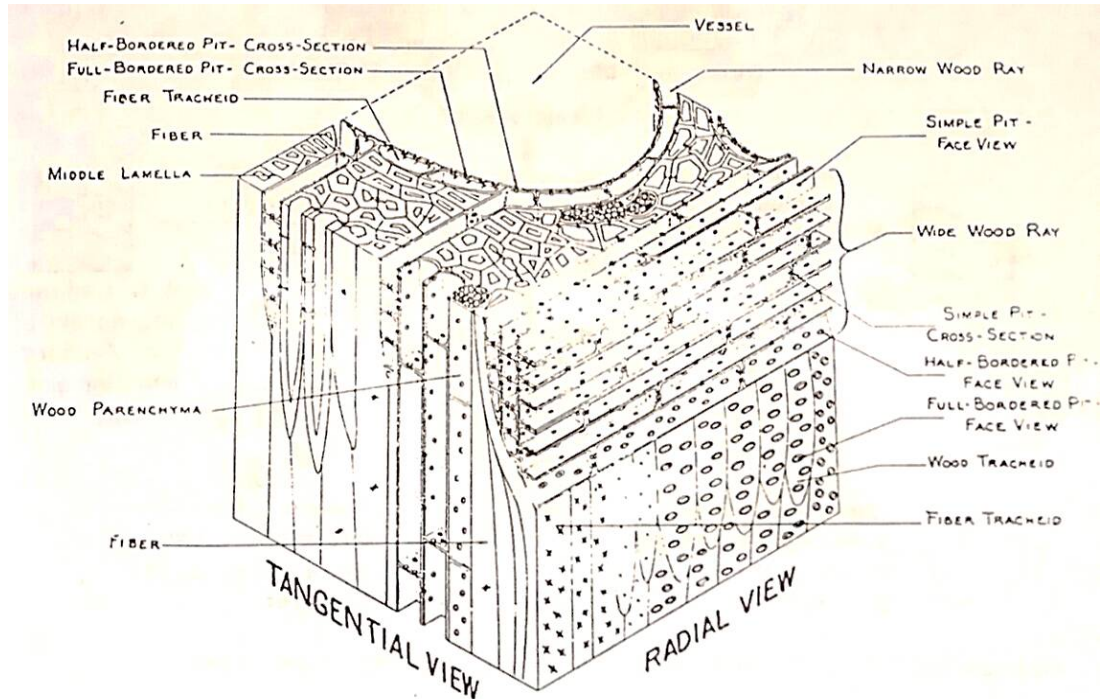 VESSEL
HALF-BORDERED PIT- CROSS-SECTION
FULL-BORDERED PIT- CROSS-SECTION
FIBER TRACHEID
FIBER
MIDDLE LAMELLA
WOOD PARENCHYMA
FIBER
NARROW WOOD RAY
SIMPLE PIT-
FACE VIEW
WIDE WOOD RAY
SIMPLE PIT-
CROSS-SECTION
HALF-BORDERED P T-
FACE VIEW
FULL-BORDERED PIT-
FACE VIEW
WOOD TRACHEID
FIBER TRACHEID
TANGENTIAL VIEW
RADIAL VIEW